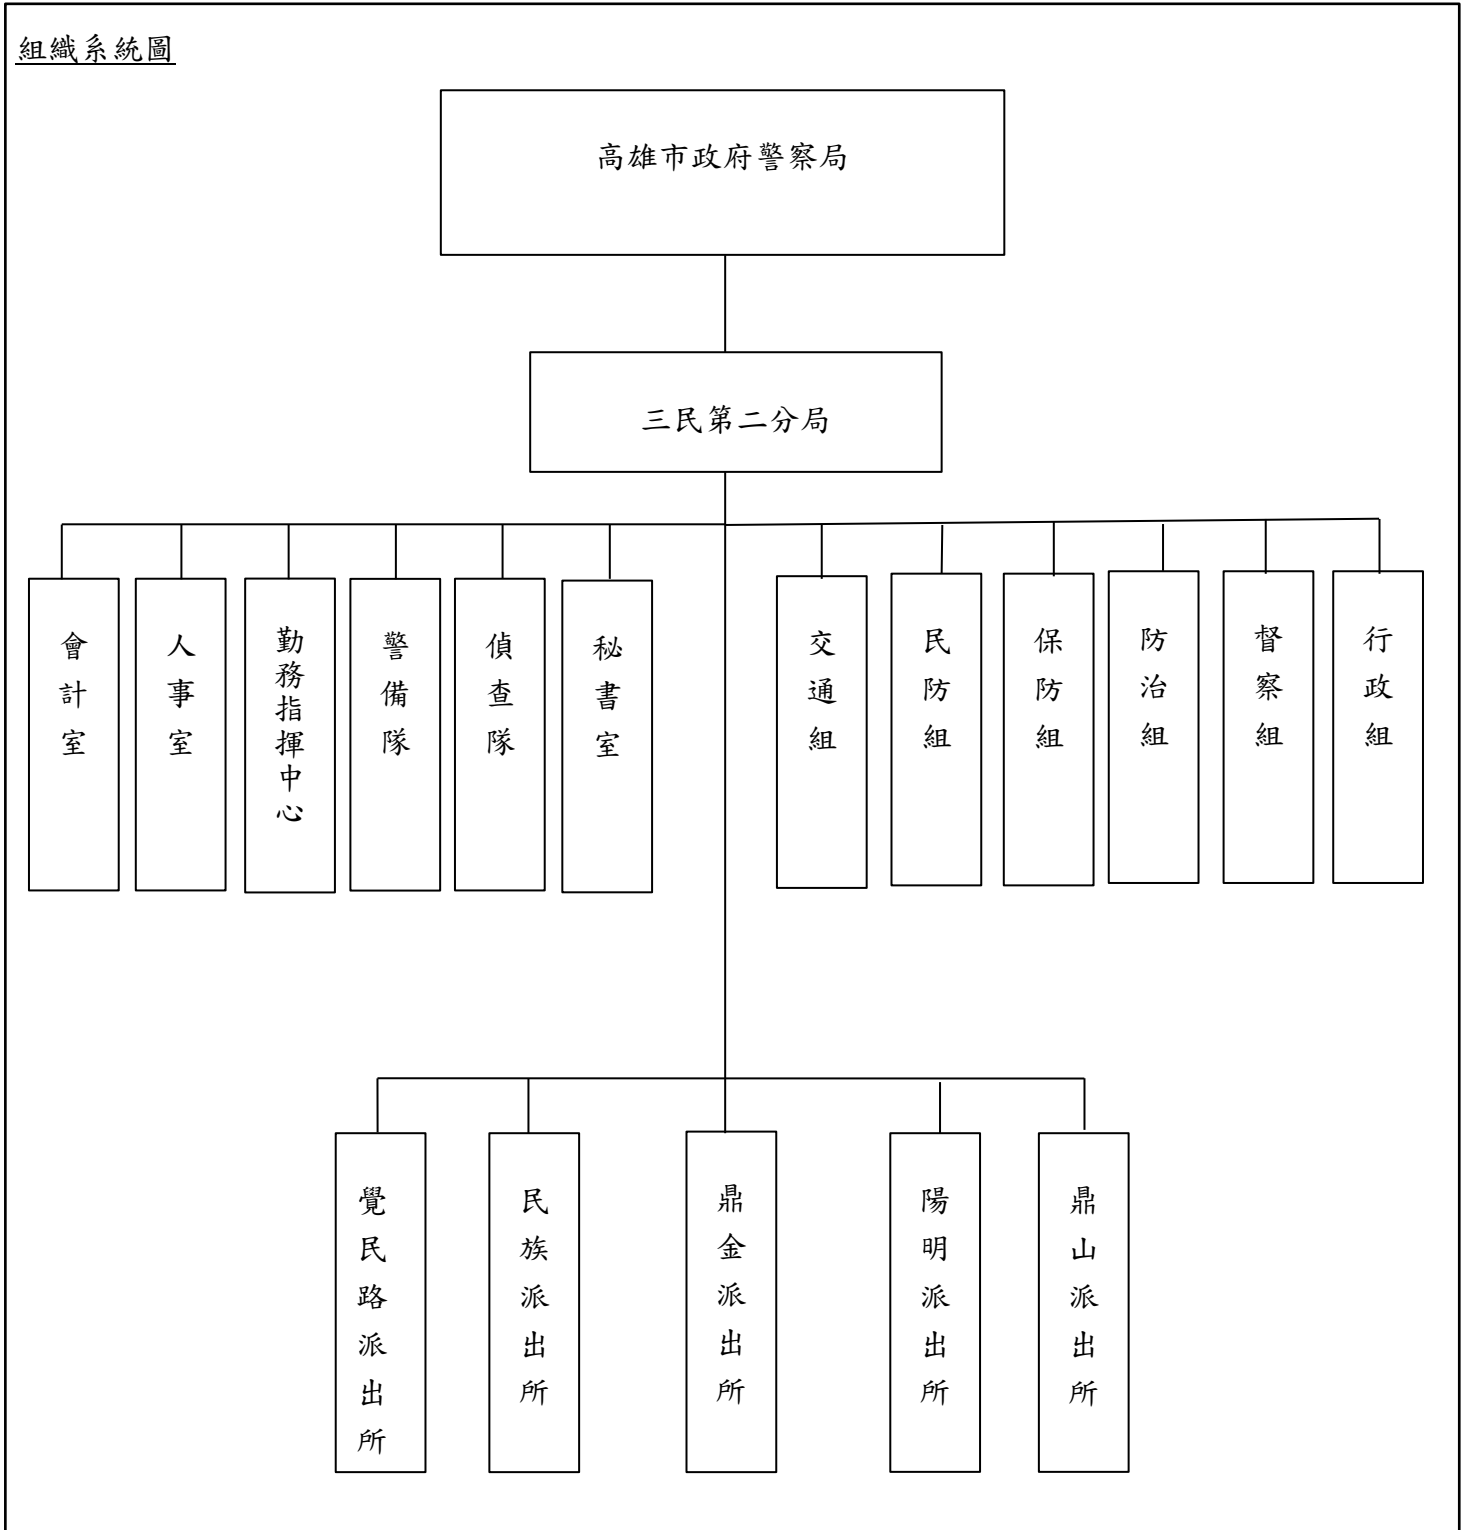 組織系統圖
高雄市政府警察局
三民第二分局
會計室
人事室
勤務指揮中心
警備隊
偵查隊
秘書室
交通組
民防組
保防組
防治組
督察組
行政組
覺民路派出所
民族派出所
鼎金派出所
陽明派出所
鼎山派出所